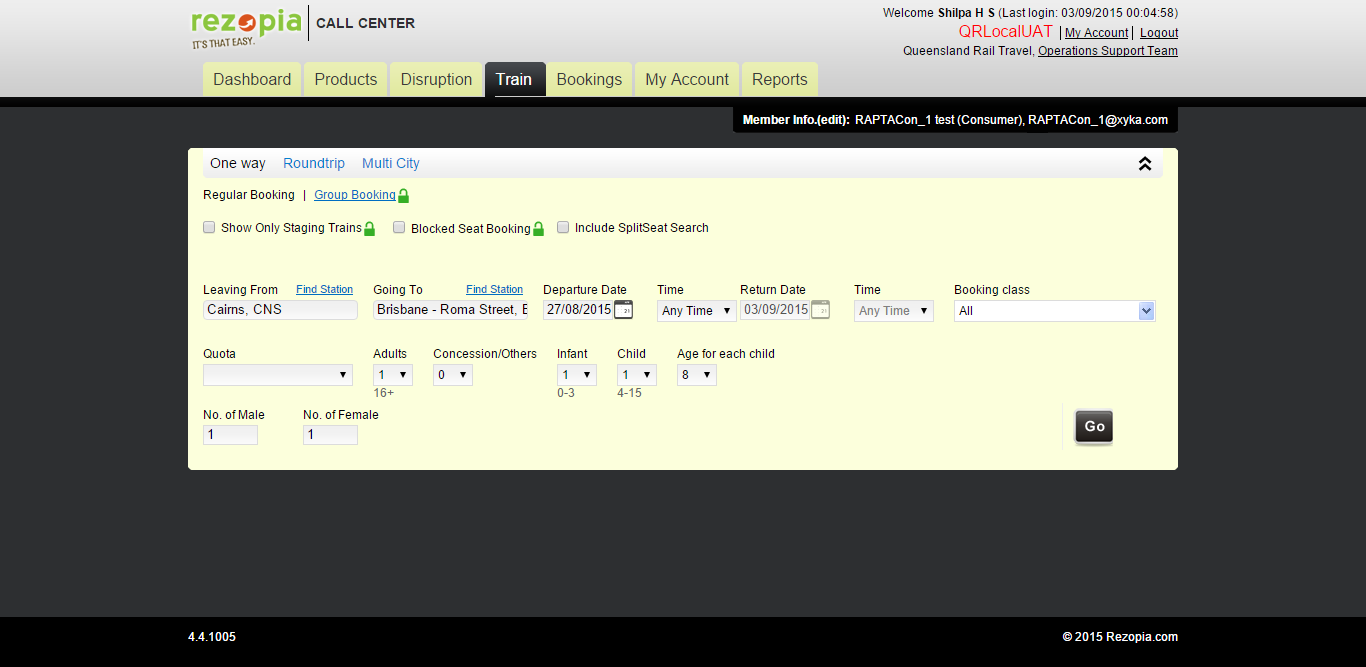 rezopia
IT'S THAT EASY.
CALL CENTER
Welcome Shilpa H S (Last login: 03/09/2015 00:04:58)
QRLocalUAT | My Account | Logout
Queensland Rail Travel, Operations Support Team
Dashboard Products Disruption Train Bookings My Account Reports
Member Info.(edit): RAPTACon_1 test (Consumer), RAPTACon_1@xyka.com
One way Roundtrip Multi City
Regular Booking | Group Booking
Show Only Staging Trains Blocked Seat Booking Include SplitSeat Search
Leaving From Find Station Going To Find Station Departure Date Time Return Date Time Booking class
Cairns, CNS Brisbane - Roma Street, 27/08/2015 Any Time 03/09/2015 Any Time All
Quota Adults Concession/Others Infant Child Age for each child
1 0 1 1 8
16+ 0-3 4-15
No. of Male No. of Female
1 1
Go
4.4.1005 © 2015 Rezopia.com